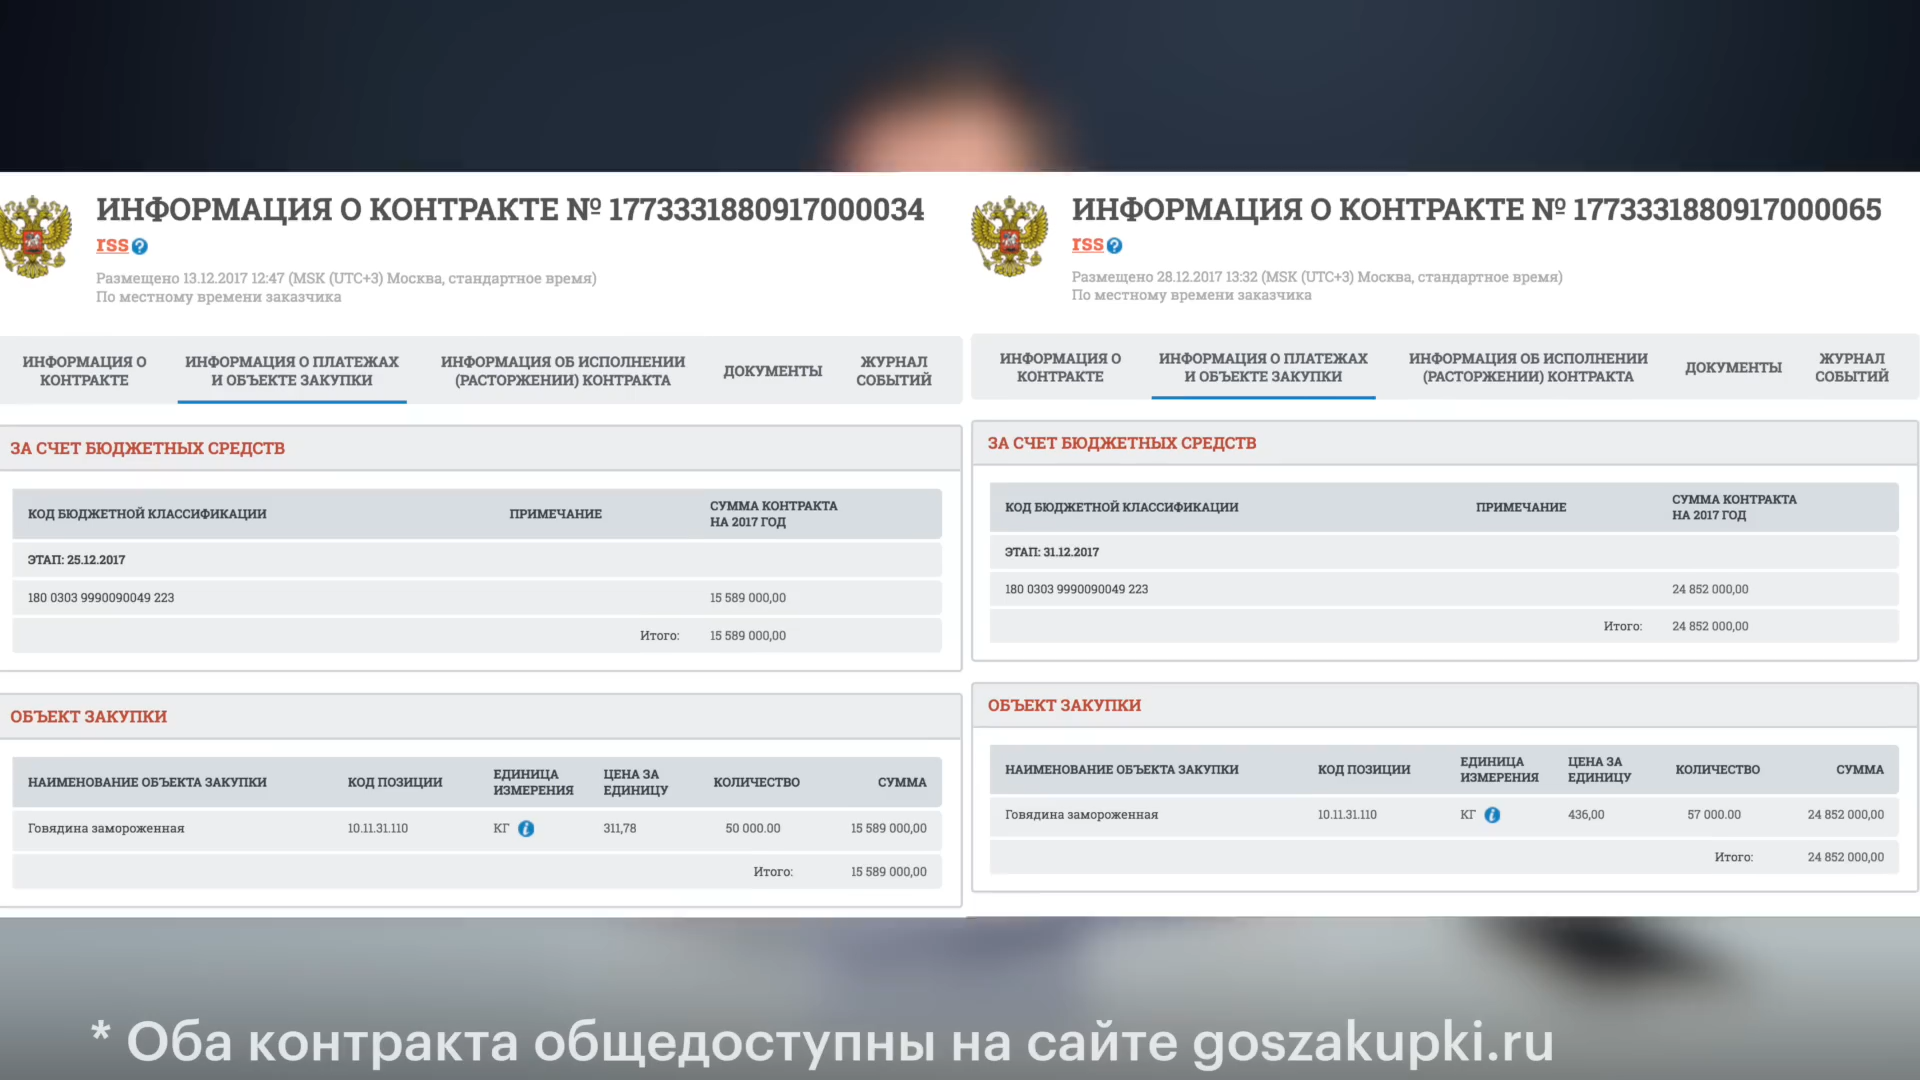 ИНФОРМАЦИЯ О КОНТРАКТЕ № 1773331880917000034
rss ?
Размещено 13.12.2017 12:47 (MSK (UTC+3) Москва, стандартное время)
По местному времени заказчика
ИНФОРМАЦИЯ О КОНТРАКТЕ
ИНФОРМАЦИЯ О ПЛАТЕЖАХ И ОБЪЕКТЕ ЗАКУПКИ
ИНФОРМАЦИЯ ОБ ИСПОЛНЕНИИ (РАСТОРЖЕНИИ) КОНТРАКТА
ДОКУМЕНТЫ
ЖУРНАЛ СОБЫТИЙ
ЗА СЧЕТ БЮДЖЕТНЫХ СРЕДСТВ
КОД БЮДЖЕТНОЙ КЛАССИФИКАЦИИ ПРИМЕЧАНИЕ СУММА КОНТРАКТА НА 2017 ГОД
ЭТАП: 25.12.2017
180 0303 9990090049 223 15 589 000,00
Итого: 15 589 000,00
ОБЪЕКТ ЗАКУПКИ
НАИМЕНОВАНИЕ ОБЪЕКТА ЗАКУПКИ КОД ПОЗИЦИИ ЕДИНИЦА ИЗМЕРЕНИЯ ЦЕНА ЗА ЕДИНИЦУ КОЛИЧЕСТВО СУММА
Говядина замороженная 10.11.31.110 КГ i 311,78 50 000.00 15 589 000,00
Итого: 15 589 000,00
ИНФОРМАЦИЯ О КОНТРАКТЕ № 1773331880917000065
rss ?
Размещено 28.12.2017 13:32 (MSK (UTC+3) Москва, стандартное время)
По местному времени заказчика
ИНФОРМАЦИЯ О КОНТРАКТЕ
ИНФОРМАЦИЯ О ПЛАТЕЖАХ И ОБЪЕКТЕ ЗАКУПКИ
ИНФОРМАЦИЯ ОБ ИСПОЛНЕНИИ (РАСТОРЖЕНИИ) КОНТРАКТА
ДОКУМЕНТЫ
ЖУРНАЛ СОБЫТИЙ
ЗА СЧЕТ БЮДЖЕТНЫХ СРЕДСТВ
КОД БЮДЖЕТНОЙ КЛАССИФИКАЦИИ ПРИМЕЧАНИЕ СУММА КОНТРАКТА НА 2017 ГОД
ЭТАП: 31.12.2017
180 0303 9990090049 223 24 852 000,00
Итого: 24 852 000,00
ОБЪЕКТ ЗАКУПКИ
НАИМЕНОВАНИЕ ОБЪЕКТА ЗАКУПКИ КОД ПОЗИЦИИ ЕДИНИЦА ИЗМЕРЕНИЯ ЦЕНА ЗА ЕДИНИЦУ КОЛИЧЕСТВО СУММА
Говядина замороженная 10.11.31.110 КГ i 436,00 57 000.00 24 852 000,00
Итого: 24 852 000,00
* Оба контракта общедоступны на сайте goszakupki.ru